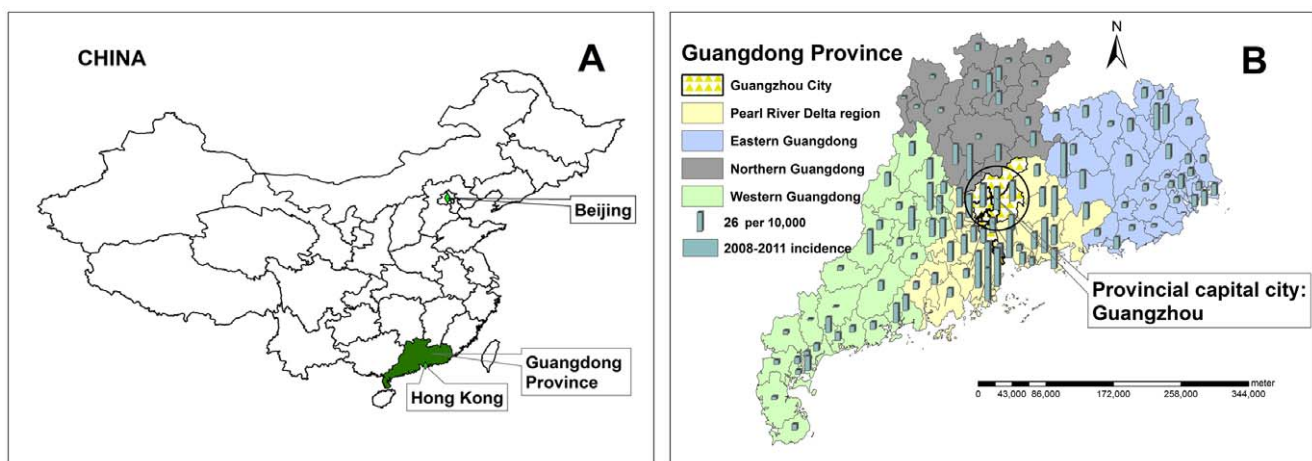 CHINA
A
Beijing
Guangdong
Province
Hong Kong
B
N
Guangdong Province
Guangzhou City
Pearl River Delta region
Eastern Guangdong
Northern Guangdong
Western Guangdong
26 per 10,000
2008-2011 incidence
Provincial capital city:
Guangzhou
meter
0 43,000 86,000 172,000 258,000 344,000